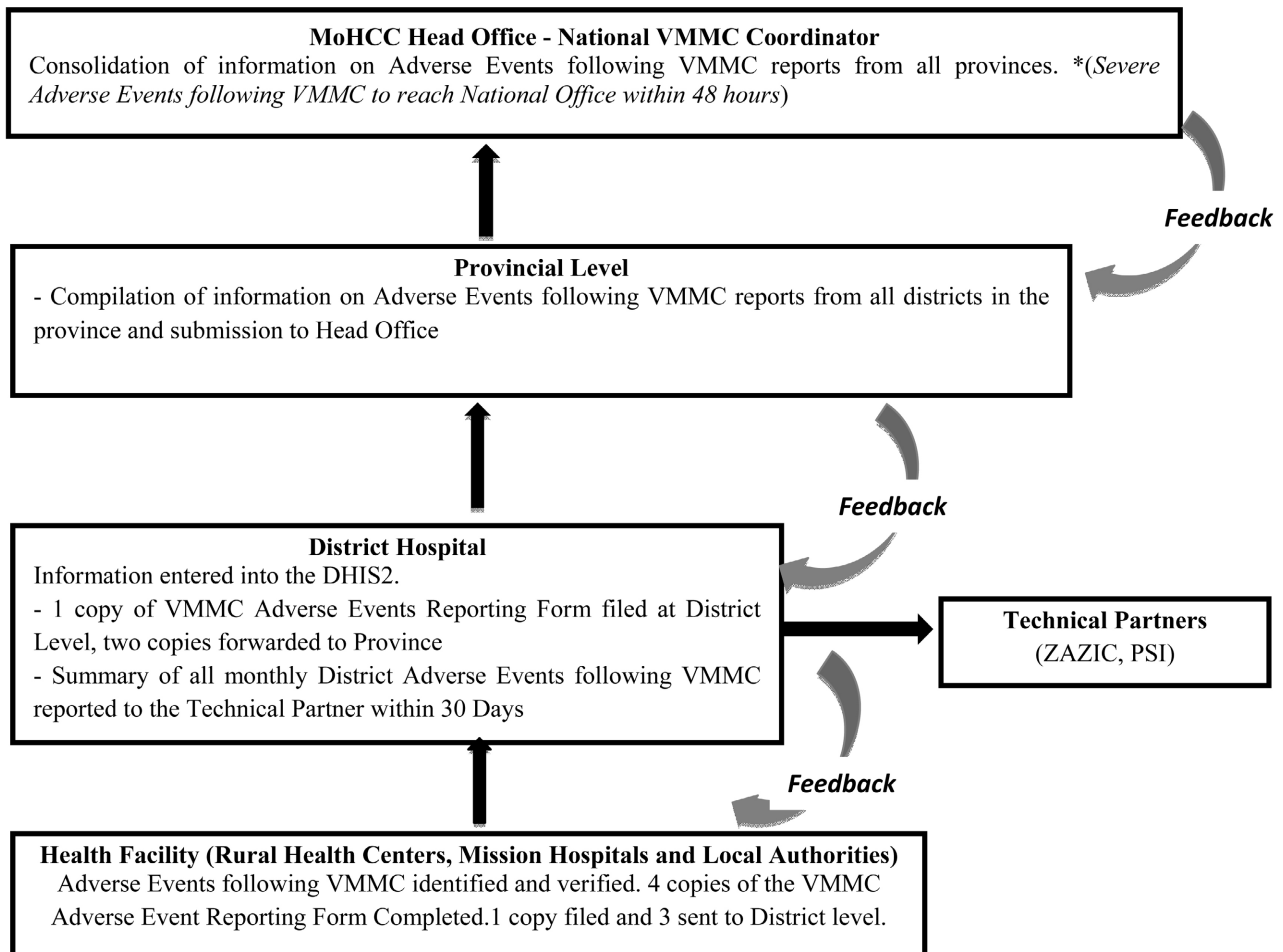 MoHCC Head Office - National VMMC Coordinator
Consolidation of information on Adverse Events following VMMC reports from all provinces. *(Severe
Adverse Events following VMMC to reach National Office within 48 hours)
Feedback
Provincial Level
- Compilation of information on Adverse Events following VMMC reports from all districts in the
province and submission to Head Office
Feedback
District Hospital
Information entered into the DHIS2.
- 1 copy of VMMC Adverse Events Reporting Form filed at District
Level, two copies forwarded to Province
- Summary of all monthly District Adverse Events following VMMC
reported to the Technical Partner within 30 Days
Technical Partners
(ZAZIC, PSI)
Feedback
Health Facility (Rural Health Centers, Mission Hospitals and Local Authorities)
Adverse Events following VMMC identified and verified. 4 copies of the VMMC
Adverse Event Reporting Form Completed.1 copy filed and 3 sent to District level.